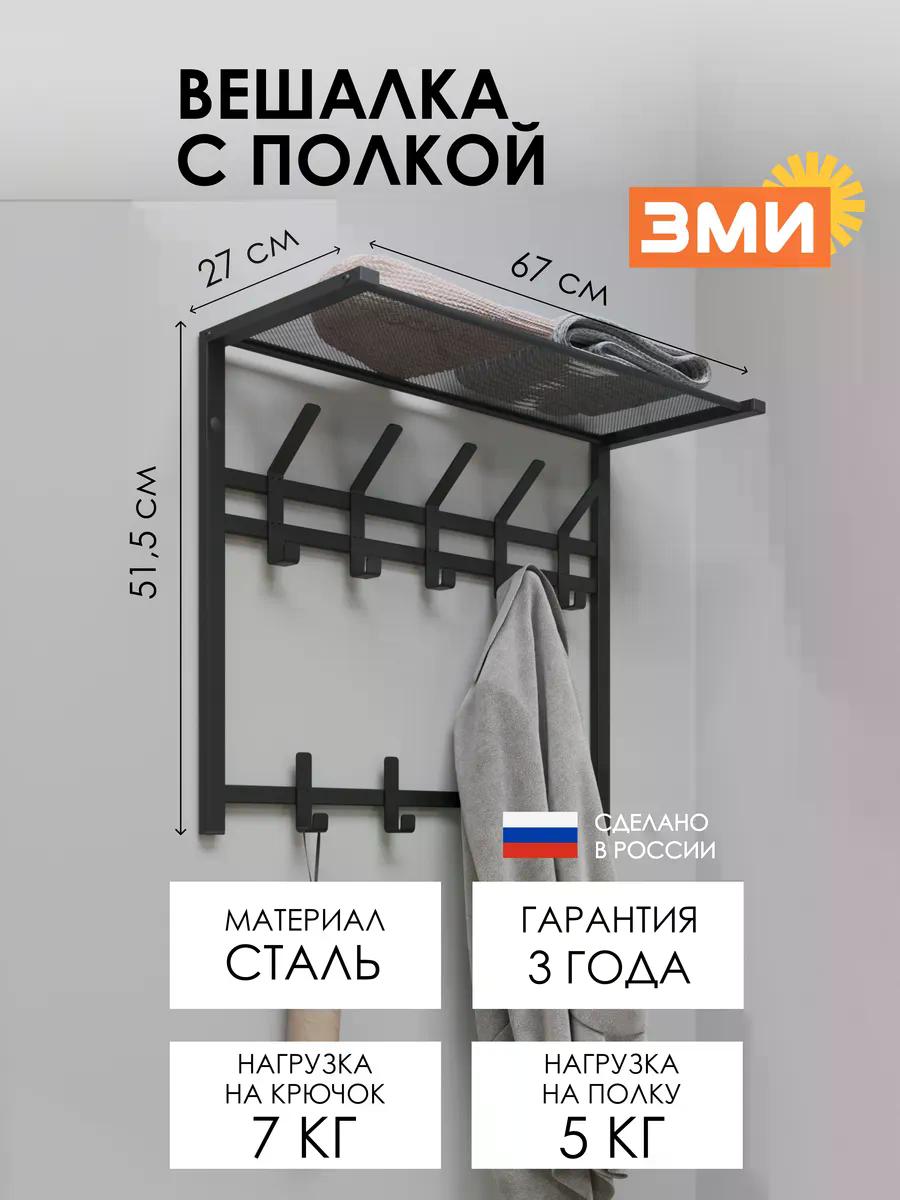 ВЕШАЛКА
С ПОЛКОЙ
ЗМИ
27 см
67 см
51,5 см
СДЕЛАНО
В РОССИИ
МАТЕРИАЛ
СТАЛЬ
ГАРАНТИЯ
3 ГОДА
НАГРУЗКА
НА КРЮЧОК
7 КГ
НАГРУЗКА
НА ПОЛКУ
5 КГ